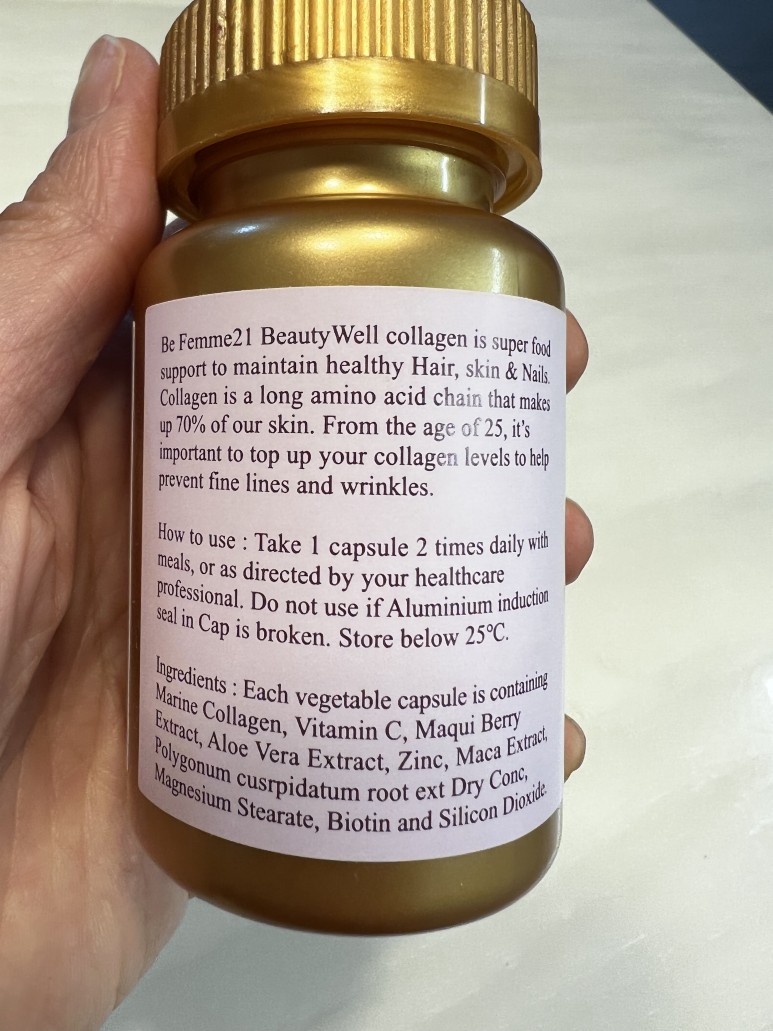 Be Femme21 BeautyWell collagen is super food
support to maintain healthy Hair, skin & Nails.
Collagen is a long amino acid chain that makes
up 70% of our skin. From the age of 25, it's
important to top up your collagen levels to help
prevent fine lines and wrinkles.
How to use : Take 1 capsule 2 times daily with
meals, or as directed by your healthcare
professional. Do not use if Aluminium induction
seal in Cap is broken. Store below 25°C.
Ingredients : Each vegetable capsule is containing
Marine Collagen, Vitamin C, Maqui Berry
Extract, Aloe Vera Extract, Zinc, Maca Extract,
Polygonum cusrpidatum root ext Dry Conc,
Magnesium Stearate, Biotin and Silicon Dioxide.